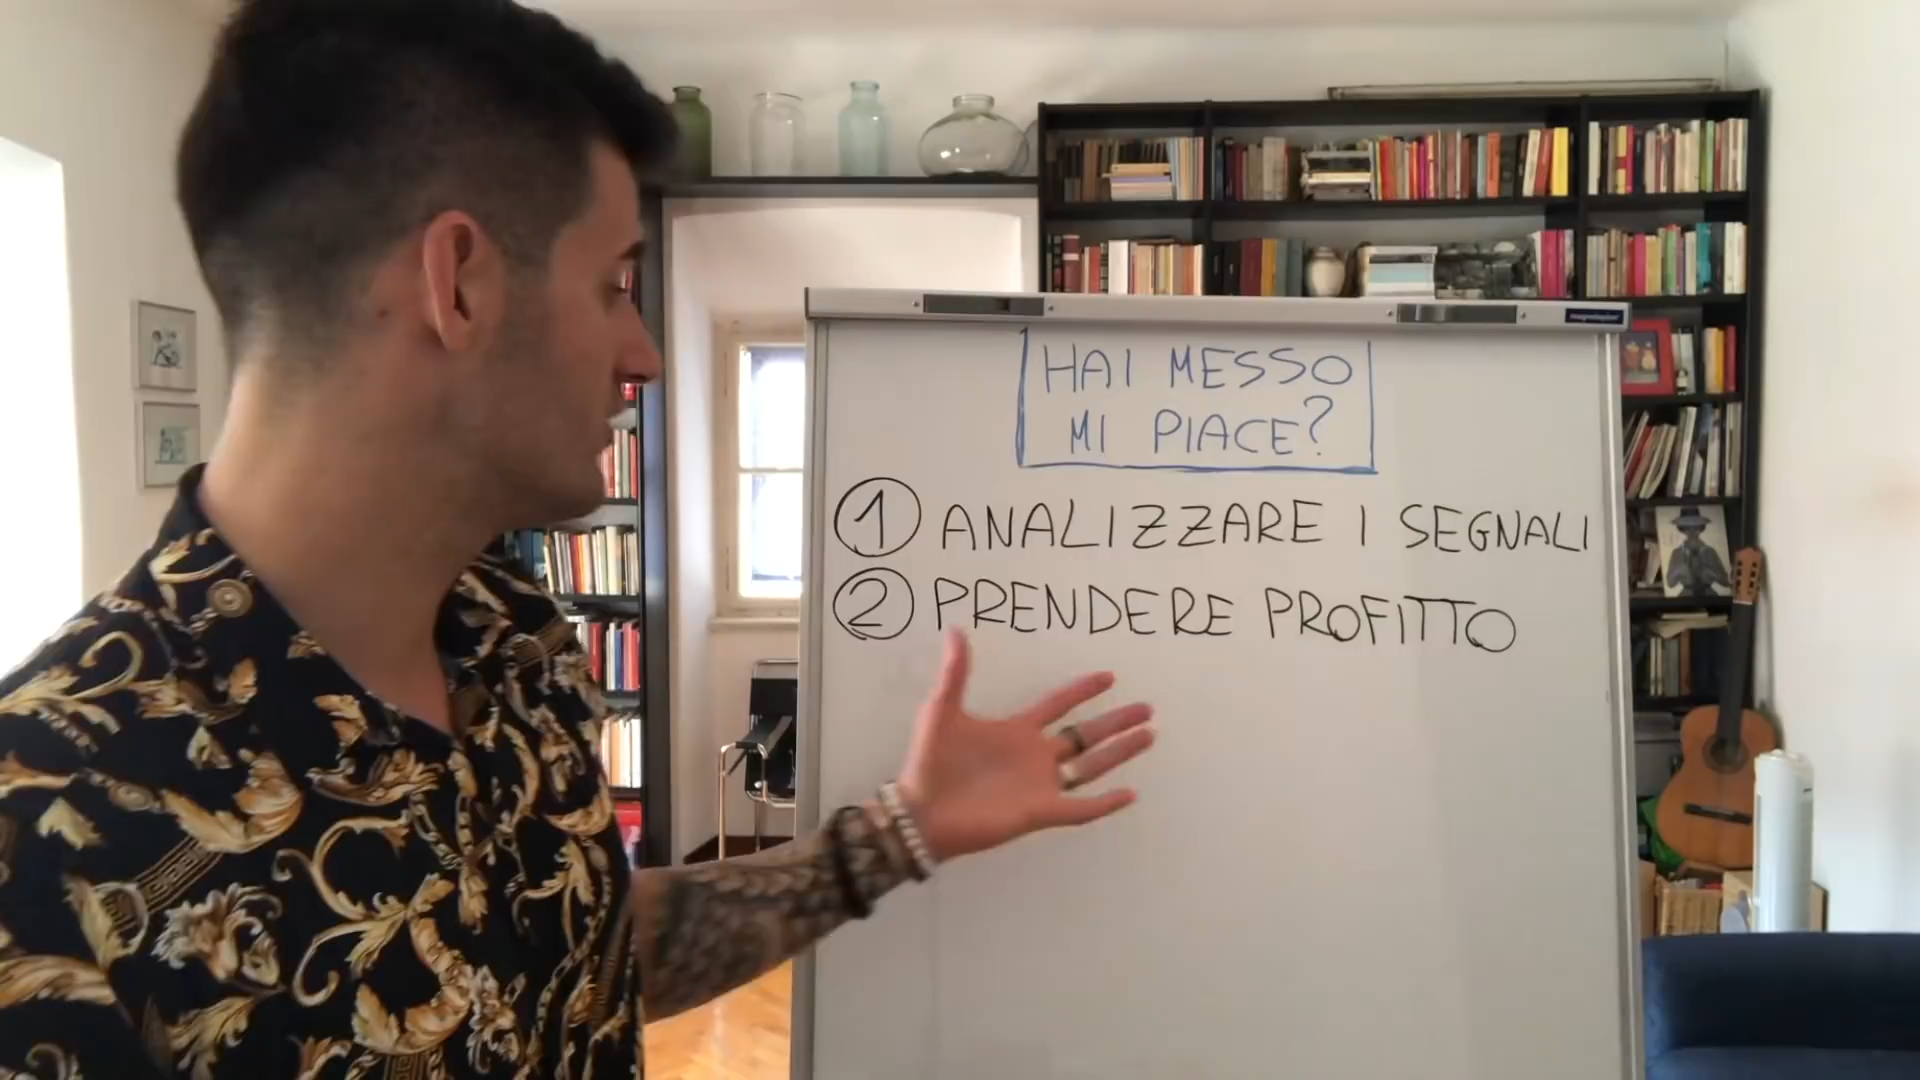 HAI MESSO
MI PIACE?
1 ANALIZZARE I SEGNALI
2 PRENDERE PROFITTO